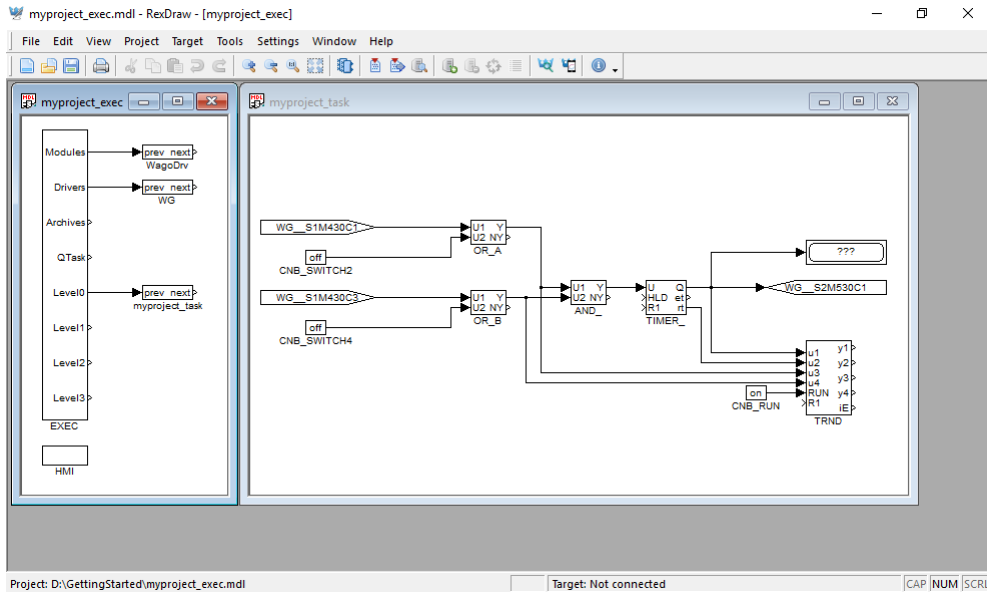 myproject_exec.mdl - RexDraw - [myproject_exec]
File Edit View Project Target Tools Settings Window Help
myproject_exec
Modules
prev next
WagoDrv
Drivers
prev next
WG
Archives
QTask
Level0
prev next
myproject_task
Level1
Level2
Level3
EXEC
HMI
myproject_task
WG__S1M430C1
off
CNB_SWITCH2
U1 Y
U2 NY
OR_A
WG__S1M430C3
off
CNB_SWITCH4
U1 Y
U2 NY
OR_B
U1 Y
U2 NY
AND_
U Q
HLD et
R1 rt
TIMER_
???
WG__S2M530C1
on
CNB_RUN
u1 y1
u2 y2
u3 y3
u4 y4
RUN
R1 iE
TRND
Project: D:\GettingStarted\myproject_exec.mdl
Target: Not connected
CAP NUM SCRL